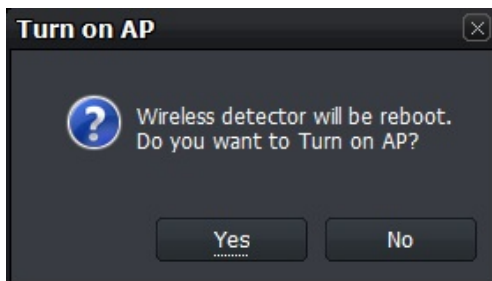 Turn on AP
Wireless detector will be reboot.
Do you want to Turn on AP?
Yes
No